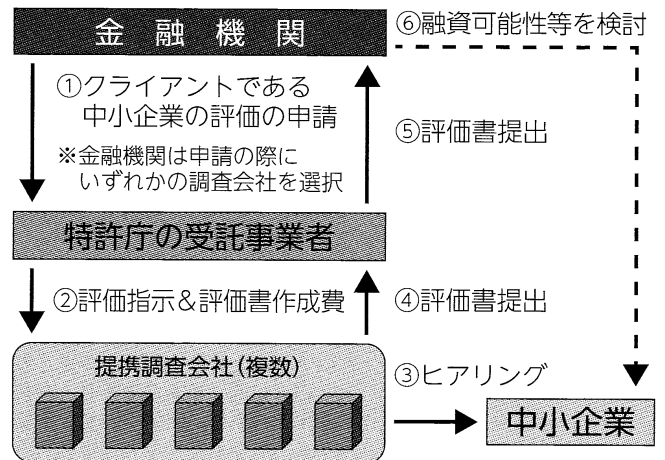 金融機関
⑥融資可能性等を検討
①クライアントである
中小企業の評価の申請
※金融機関は申請の際に
いずれかの調査会社を選択
⑤評価書提出
特許庁の受託事業者
②評価指示&評価書作成費
④評価書提出
提携調査会社(複数)
③ヒアリング
中小企業